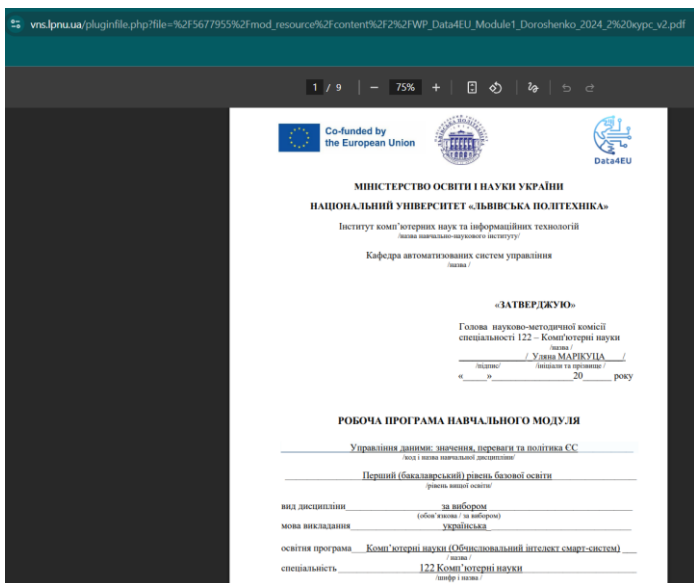 vns.lpnu.ua/pluginfile.php?file=%2F5677955%2Fmod_resource%2Fcontent%2F2%2FWP_Data4EU_Module1_Doroshenko_2024_2%20курс_v2.pdf
1 / 9 − 75% +
Co-funded by
the European Union
Data4EU
МІНІСТЕРСТВО ОСВІТИ І НАУКИ УКРАЇНИ
НАЦІОНАЛЬНИЙ УНІВЕРСИТЕТ «ЛЬВІВСЬКА ПОЛІТЕХНІКА»
Інститут комп’ютерних наук та інформаційних технологій
/назва навчально-наукового інституту/
Кафедра автоматизованих систем управління
/назва /
«ЗАТВЕРДЖУЮ»
Голова науково-методичної комісії
спеціальності 122 – Комп'ютерні науки
/назва /
/ Уляна МАРІКУЦА /
/підпис/ /ініціали та прізвище /
«_____»____________20______ року
РОБОЧА ПРОГРАМА НАВЧАЛЬНОГО МОДУЛЯ
Управління даними: значення, переваги та політика ЄС
/код і назва навчальної дисципліни/
Перший (бакалаврський) рівень базової освіти
/рівень вищої освіти/
вид дисципліни за вибором
(обов’язкова / за вибором)
мова викладання українська
освітня програма Комп’ютерні науки (Обчислювальний інтелект смарт-систем)
/ назва /
спеціальність 122 Комп’ютерні науки
/шифр і назва /